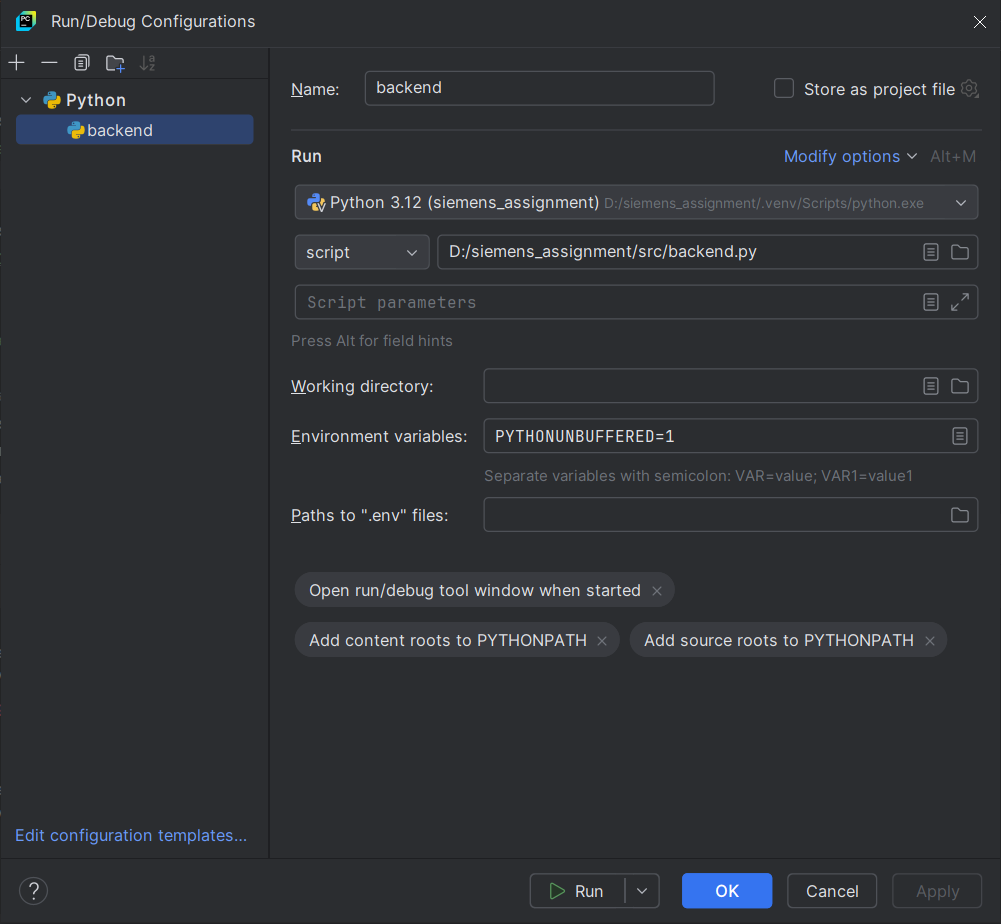 Run/Debug Configurations
Python
backend
Edit configuration templates...
Name:
backend
Store as project file
Run
Modify options
Alt+M
Python 3.12 (siemens_assignment) D:/siemens_assignment/.venv/Scripts/python.exe
script
D:/siemens_assignment/src/backend.py
Script parameters
Press Alt for field hints
Working directory:
Environment variables:
PYTHONUNBUFFERED=1
Separate variables with semicolon: VAR=value; VAR1=value1
Paths to ".env" files:
Open run/debug tool window when started
Add content roots to PYTHONPATH
Add source roots to PYTHONPATH
?
Run
OK
Cancel
Apply